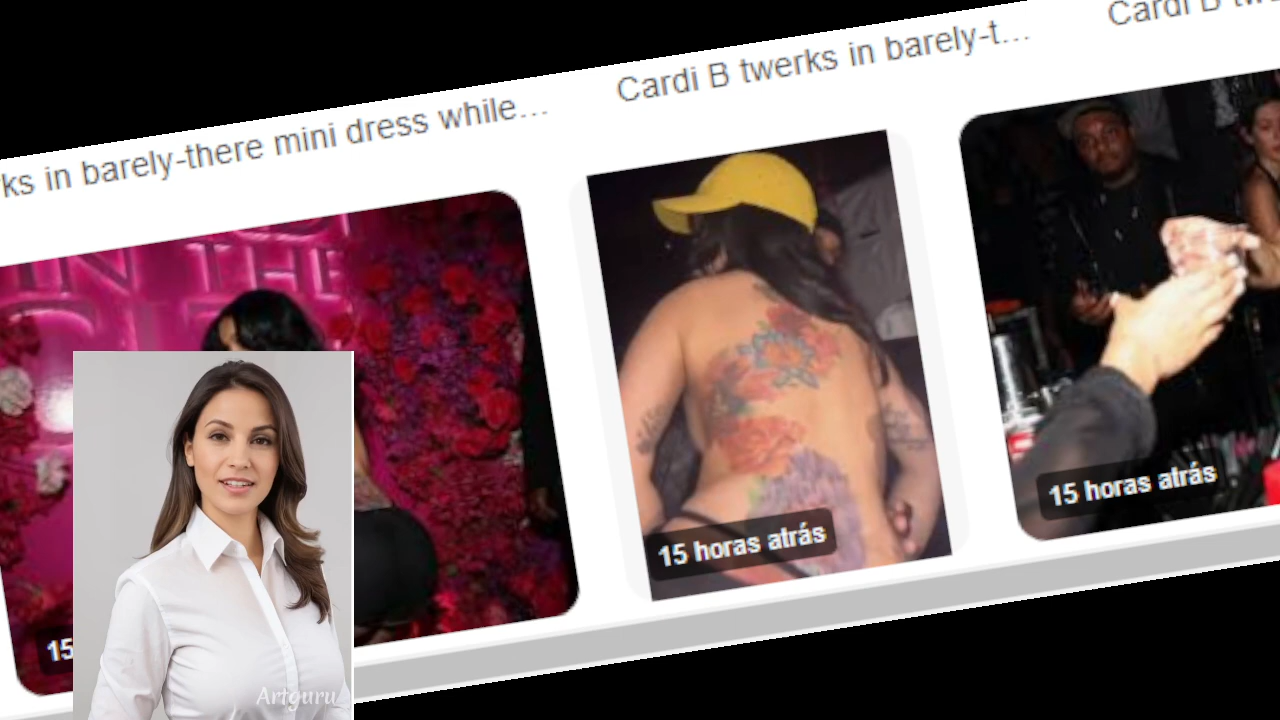 Cardi B tw
Cardi B twerks in barely-t...
ks in barely-there mini dress while...
IN THE
15 horas atrás
15 horas atrás
15
Artguru